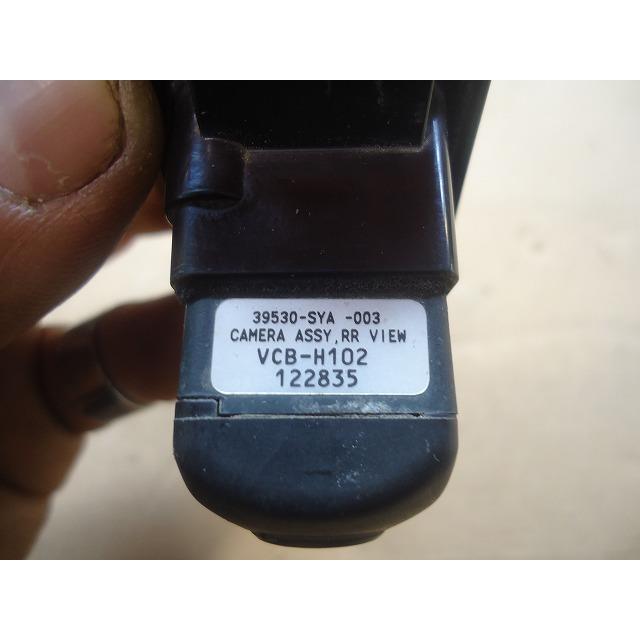 39530-SYA -003
CAMERA ASSY,RR VIEW
VCB-H102
122835